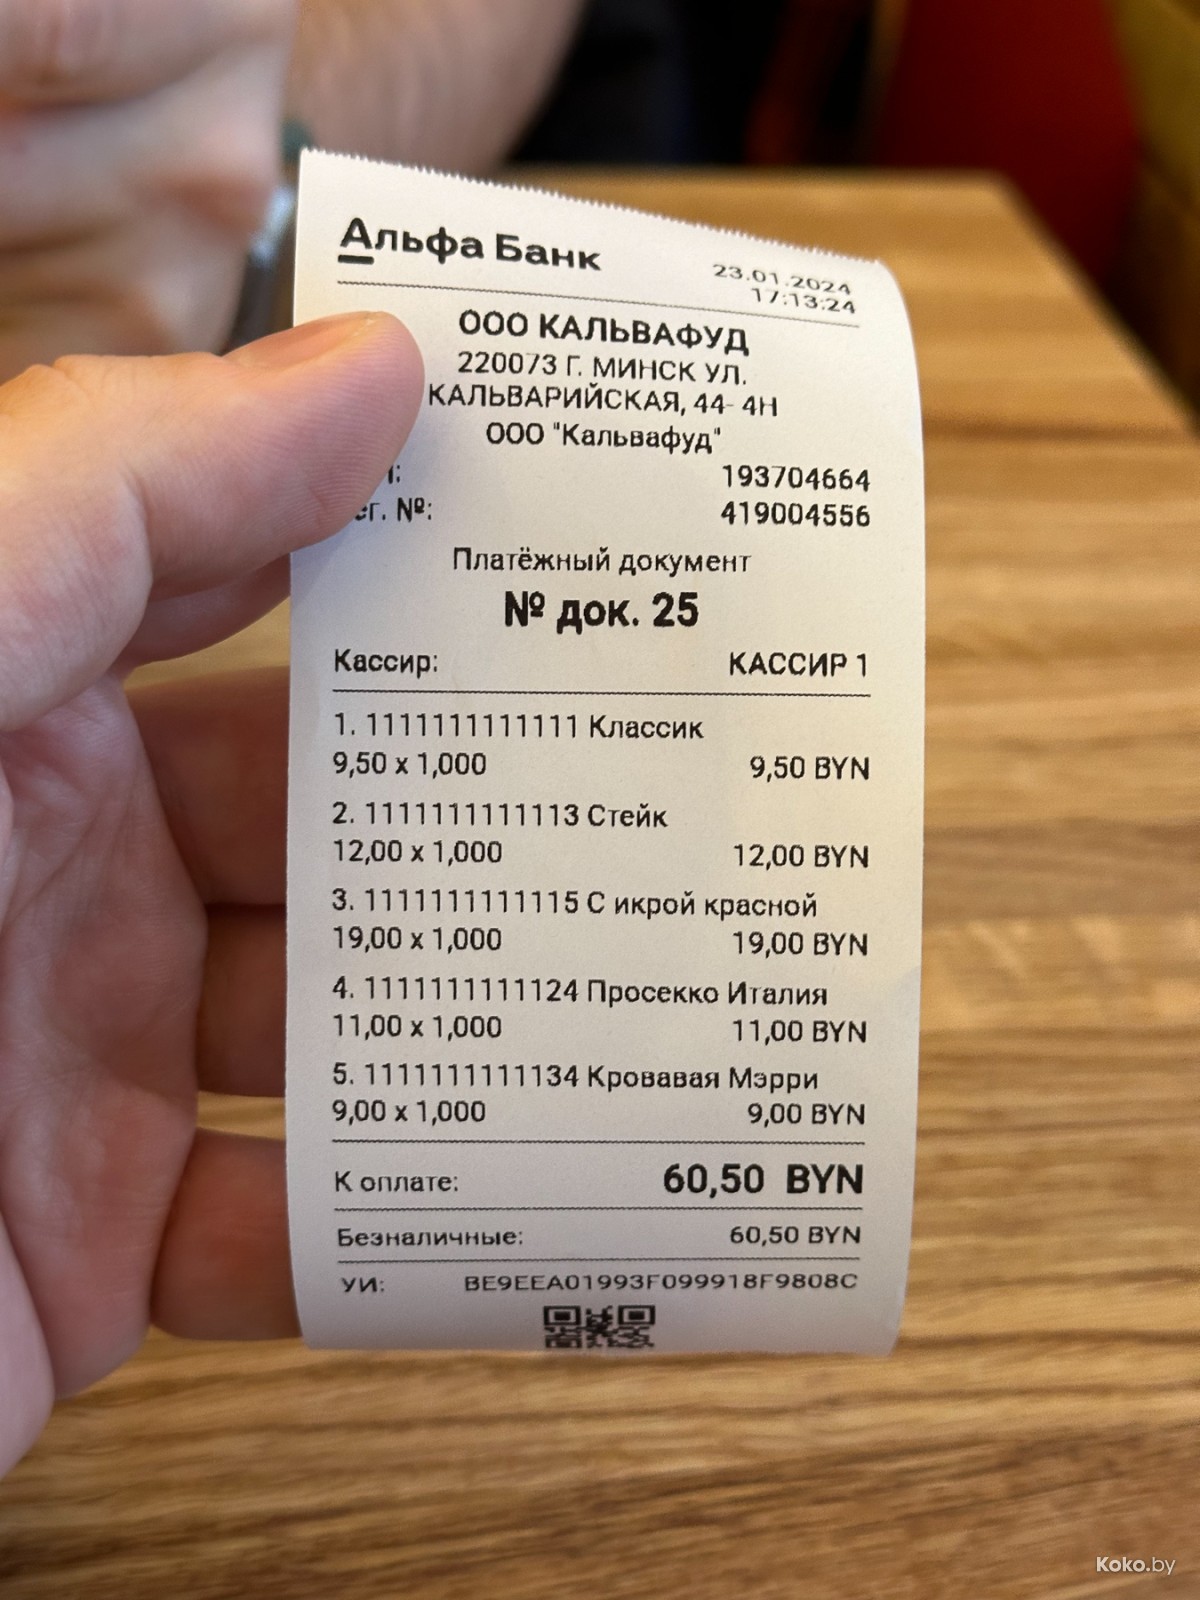 Альфа Банк
23.01.2024
17:13:24
ООО КАЛЬВАФУД
220073 Г. МИНСК УЛ.
КАЛЬВАРИЙСКАЯ, 44- 4Н
ООО "Кальвафуд"
193704664
№: 419004556
Платёжный документ
№ док. 25
Кассир: КАССИР 1
1. 1111111111111 Классик
9,50 x 1,000 9,50 BYN
2. 1111111111113 Стейк
12,00 x 1,000 12,00 BYN
3. 1111111111115 С икрой красной
19,00 x 1,000 19,00 BYN
4. 1111111111124 Просекко Италия
11,00 x 1,000 11,00 BYN
5. 1111111111134 Кровавая Мэрри
9,00 x 1,000 9,00 BYN
К оплате: 60,50 BYN
Безналичные: 60,50 BYN
УИ: BE9EEA01993F099918F9808C
Koko.by